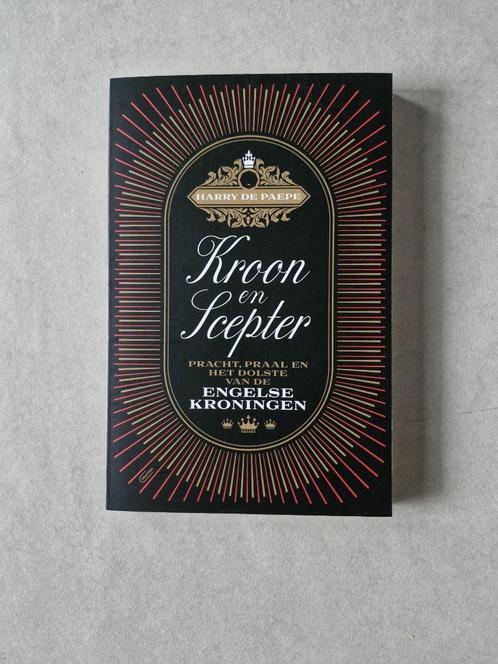 HARRY DE PAEPE
Kroon
en
Scepter
PRACHT, PRAAL EN
HET DOLSTE
VAN DE
ENGELSE
KRONINGEN